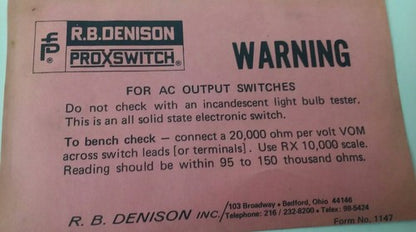 R.B.DENISON
PROXSWITCH®
WARNING
FOR AC OUTPUT SWITCHES
Do not check with an incandescent light bulb tester.
This is an all solid state electronic switch.
To bench check – connect a 20,000 ohm per volt VOM
across switch leads [or terminals]. Use RX 10,000 scale.
Reading should be within 95 to 150 thousand ohms.
R. B. DENISON INC.
103 Broadway • Bedford, Ohio 44146
Telephone: 216 / 232-8200 • Telex: 98-5424
Form No. 1147